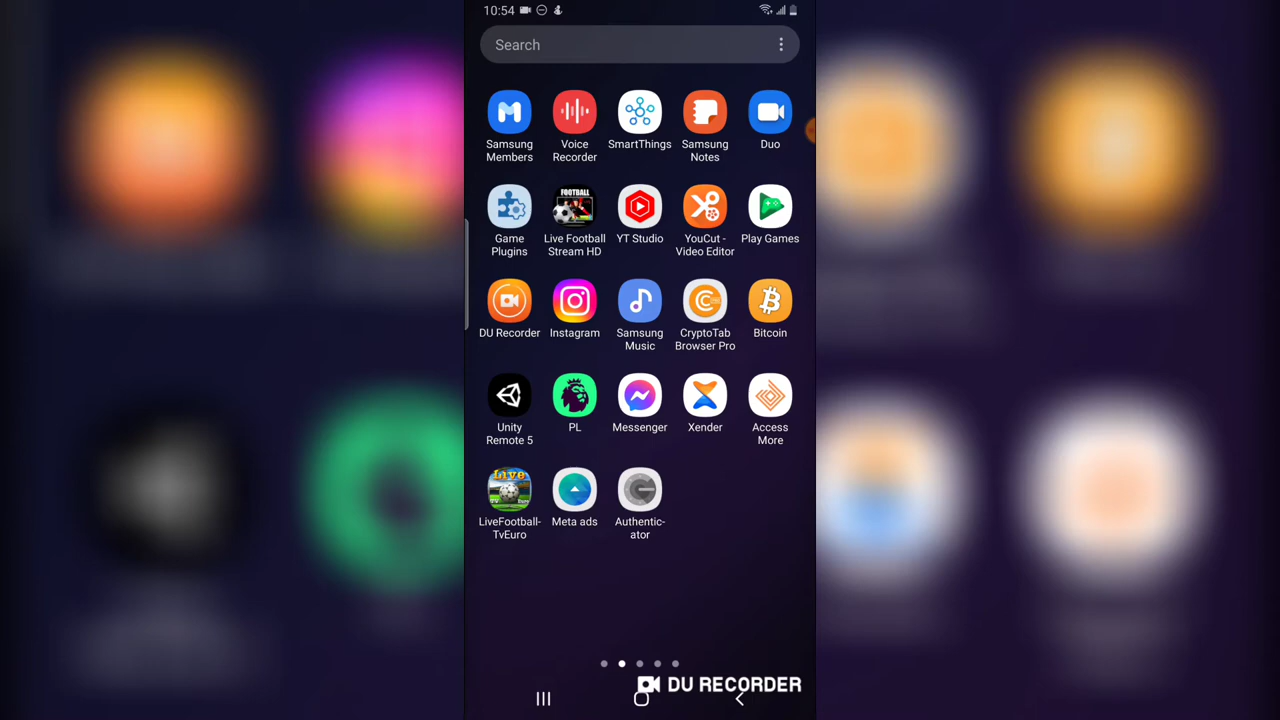 10:54
Search
Samsung Members
Voice Recorder
SmartThings
Samsung Notes
Duo
Game Plugins
FOOTBALL
Live Football Stream HD
YT Studio
YouCut - Video Editor
Play Games
DU Recorder
Instagram
Samsung Music
CryptoTab Browser Pro
Bitcoin
Unity Remote 5
PL
Messenger
Xender
Access More
Live
TV Euro
LiveFootball-TvEuro
Meta ads
Authentic-ator
DU RECORDER